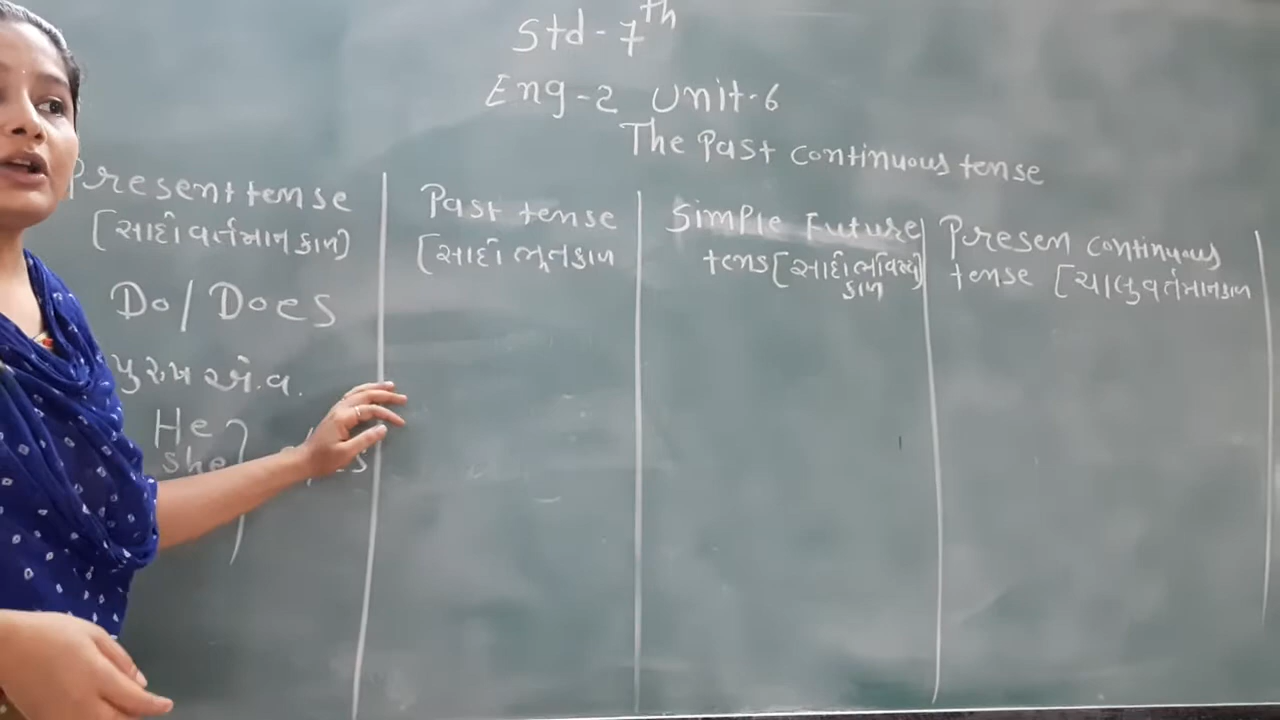 Std-7th
Eng-2 Unit-6
The Past continuous tense
Present tense
[સાદો વર્તમાનકાળ)
Do/Does
પુરુષ એ.વ.
He
she
Past tense
[સાદો ભૂતકાળ
Simple Future
tens[સાદો ભવિષ્ય]
કાળ
Presen continuous
tense [ચાલુવર્તમાનકાળ